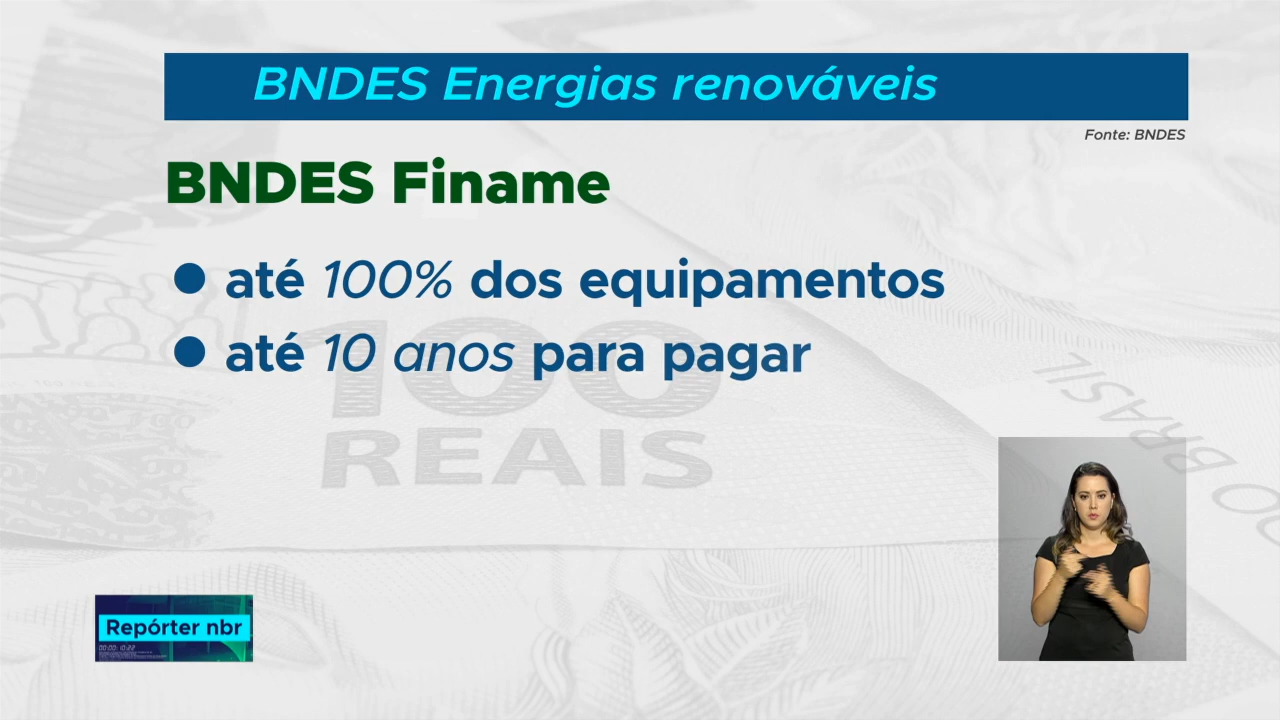 BNDES Energias renováveis
Fonte: BNDES
BNDES Finame
● até 100% dos equipamentos
● até 10 anos para pagar
100
REAIS
BRASIL
DO
Repórter nbr